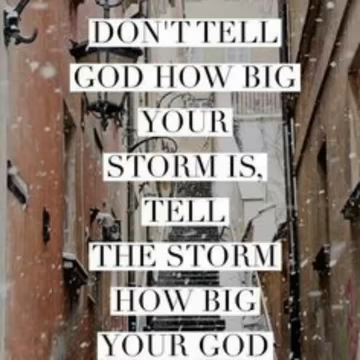 DON'T TELL
GOD HOW BIG
YOUR
STORM IS,
TELL
THE STORM
HOW BIG
YOUR GOD